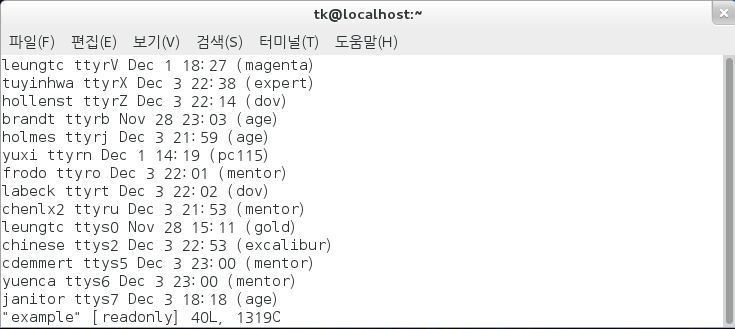 tk@localhost:~
파일(F) 편집(E) 보기(V) 검색(S) 터미널(T) 도움말(H)
leungtc ttyrV Dec 1 18:27 (magenta)
tuyinhwa ttyrX Dec 3 22:38 (expert)
hollenst ttyrZ Dec 3 22:14 (dov)
brandt ttyrb Nov 28 23:03 (age)
holmes ttyrj Dec 3 21:59 (age)
yuxi ttyrn Dec 1 14:19 (pc115)
frodo ttyro Dec 3 22:01 (mentor)
labeck ttyrt Dec 3 22:02 (dov)
chenlx2 ttyru Dec 3 21:53 (mentor)
leungtc ttys0 Nov 28 15:11 (gold)
chinese ttys2 Dec 3 22:53 (excalibur)
cdemmert ttys5 Dec 3 23:00 (mentor)
yuenca ttys6 Dec 3 23:00 (mentor)
janitor ttys7 Dec 3 18:18 (age)
"example" [readonly] 40L, 1319C